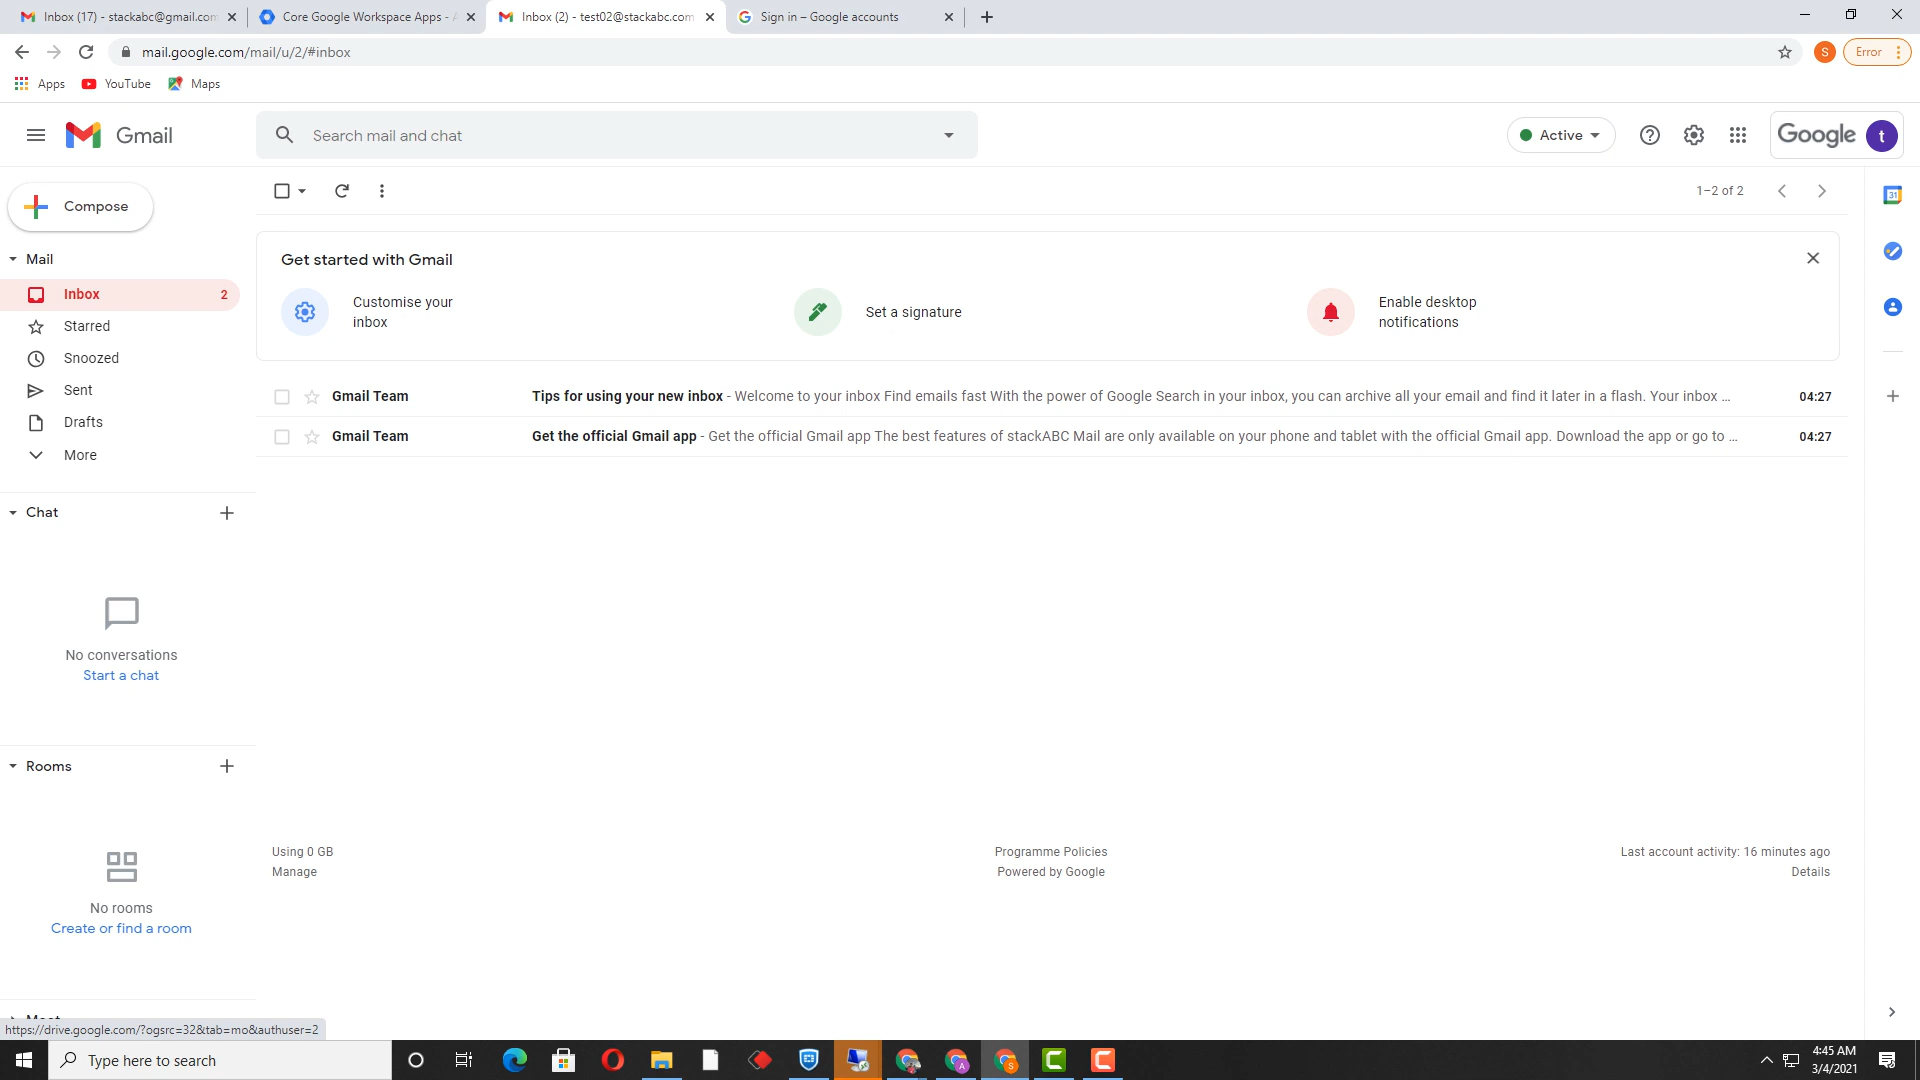 Inbox (17) - stackabc@gmail.com
Core Google Workspace Apps - A
Inbox (2) - test02@stackabc.com
Sign in – Google accounts
mail.google.com/mail/u/2/#inbox
S
Error
Apps
YouTube
Maps
Gmail
Search mail and chat
Active
Google
t
Compose
1–2 of 2
31
Mail
Inbox 2
Starred
Snoozed
Sent
Drafts
More
Get started with Gmail
Customise your
inbox
Set a signature
Enable desktop
notifications
Gmail Team Tips for using your new inbox - Welcome to your inbox Find emails fast With the power of Google Search in your inbox, you can archive all your email and find it later in a flash. Your inbox ... 04:27
Gmail Team Get the official Gmail app - Get the official Gmail app The best features of stackABC Mail are only available on your phone and tablet with the official Gmail app. Download the app or go to ... 04:27
Chat
No conversations
Start a chat
Rooms
No rooms
Create or find a room
Using 0 GB
Manage
Programme Policies
Powered by Google
Last account activity: 16 minutes ago
Details
https://drive.google.com/?ogsrc=32&tab=mo&authuser=2
Type here to search
4:45 AM
3/4/2021